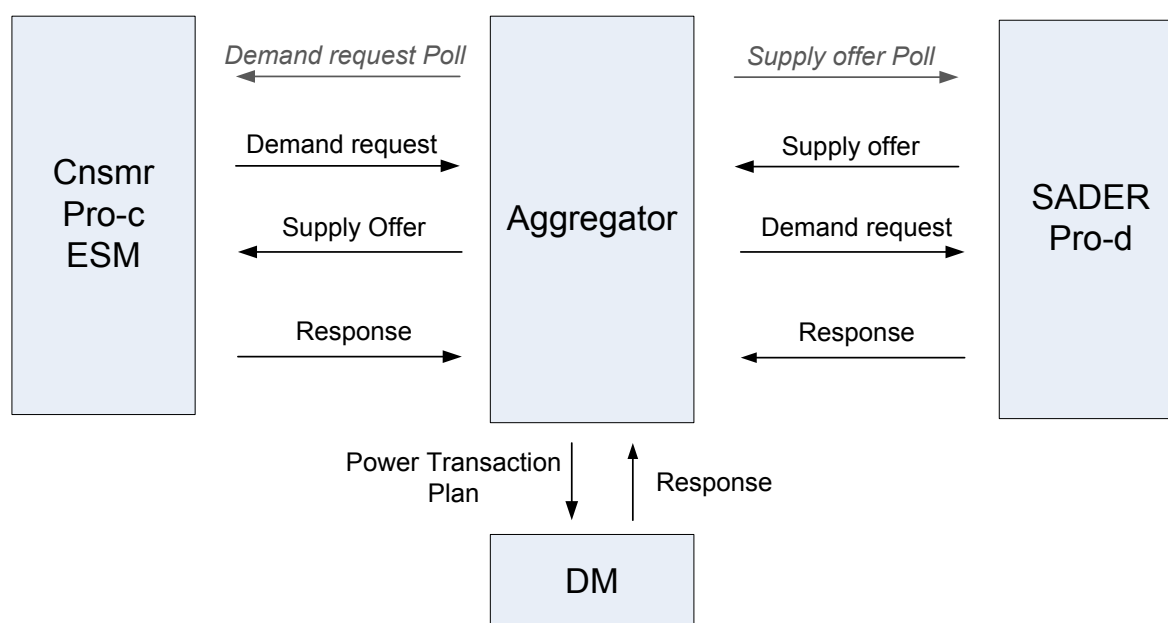 Demand request Poll
Supply offer Poll
Demand request
Supply offer
Cnsmr
Pro-c
ESM
Aggregator
SADER
Pro-d
Supply Offer
Demand request
Response
Response
Power Transaction
Plan
Response
DM